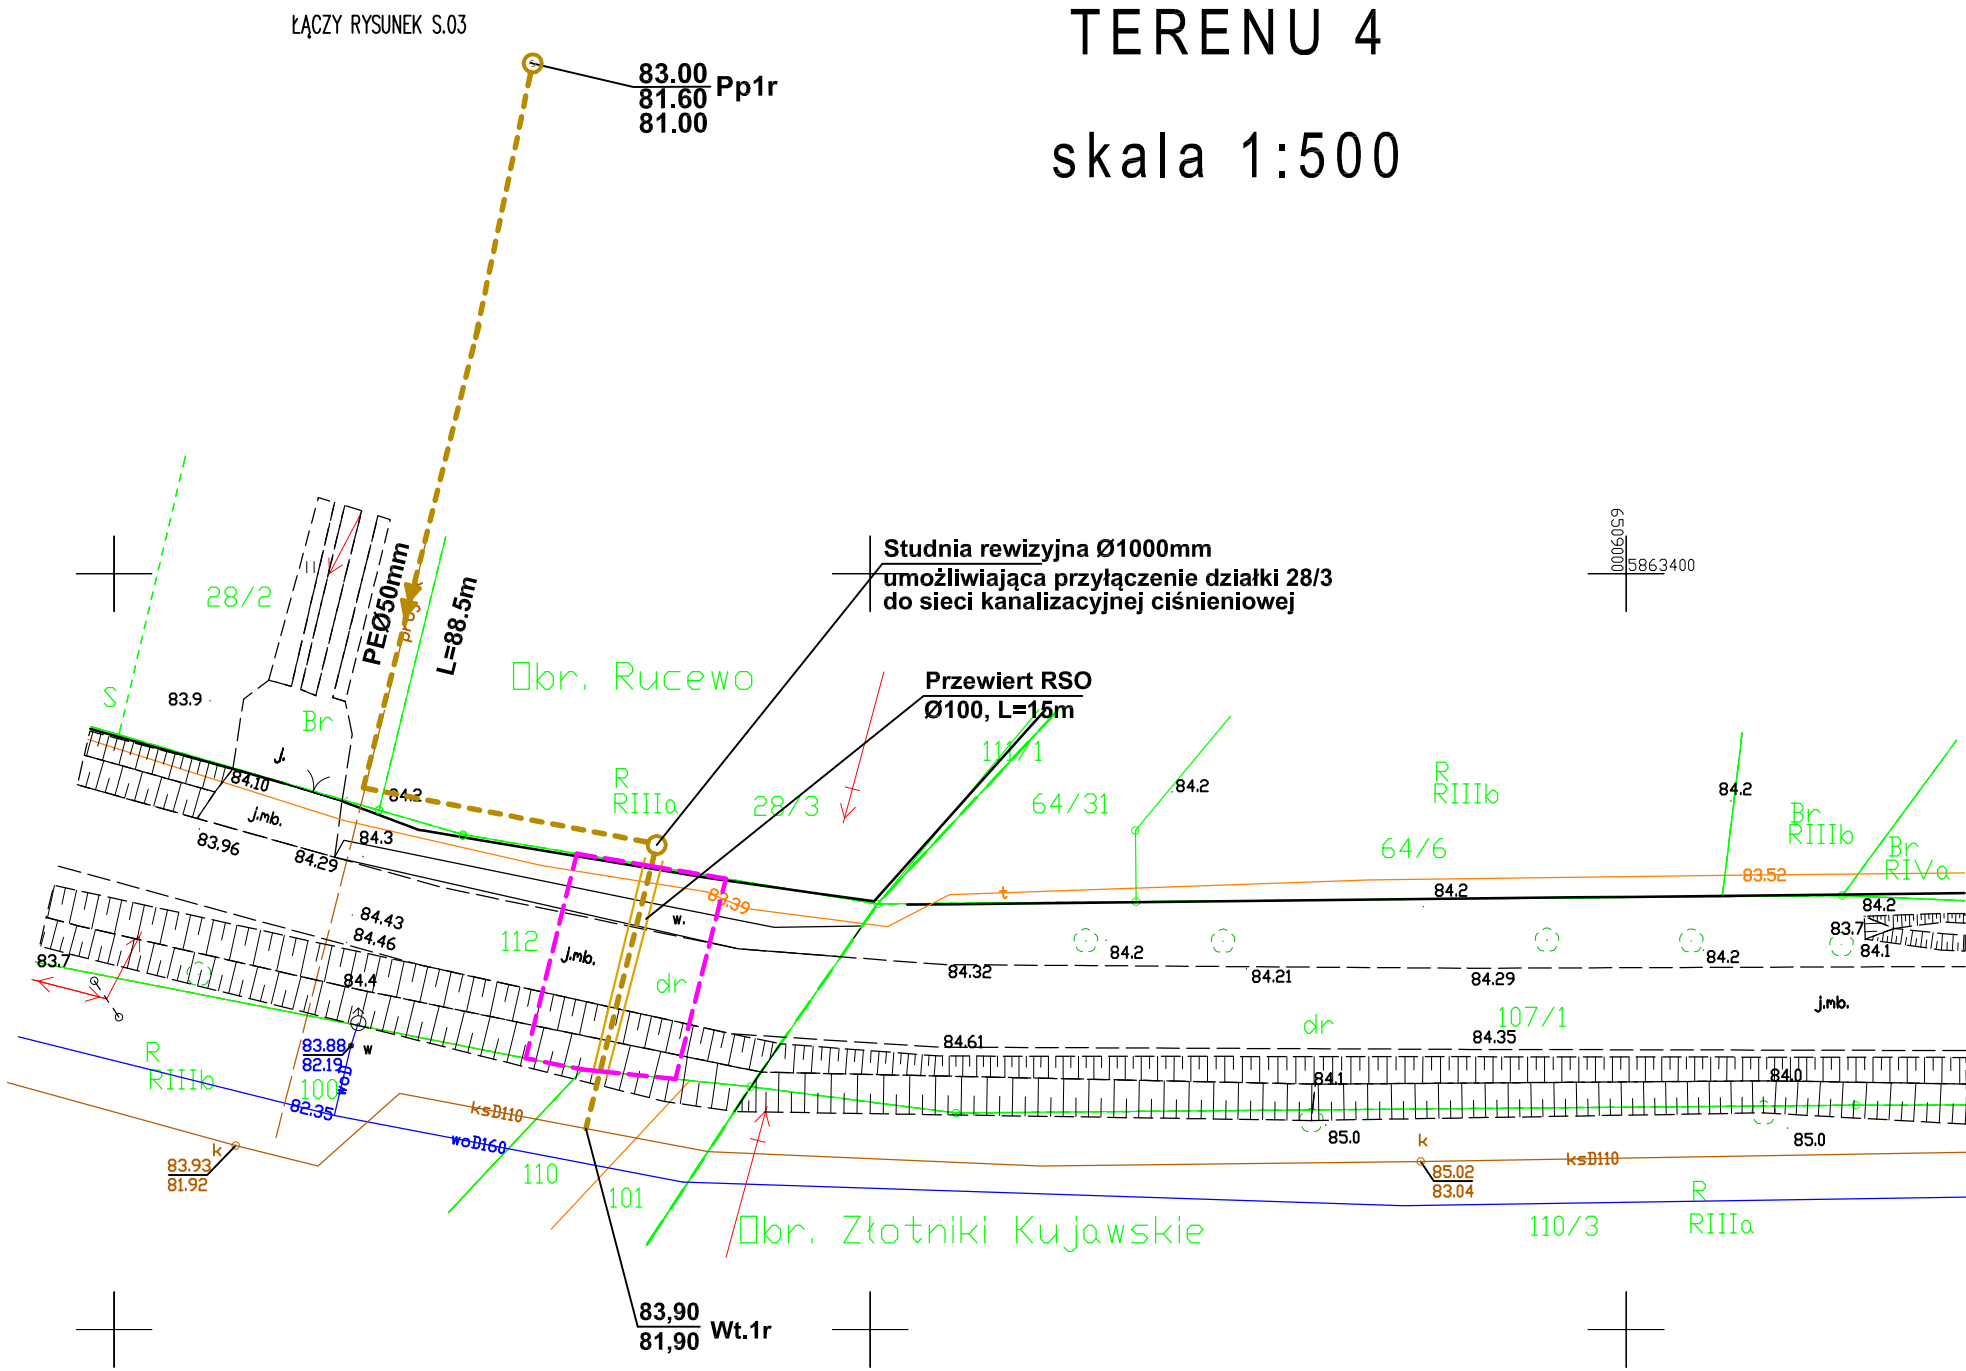 ŁĄCZY RYSUNEK S.03
TERENU 4
skala 1:500
83.00
81.60
81.00
Pp1r
Studnia rewizyjna Ø1000mm
umożliwiająca przyłączenie działki 28/3
do sieci kanalizacyjnej ciśnieniowej
6509000
5863400
PEØ50mm
L=88.5m
28/2
Obr. Rucewo
Przewiert RSO
Ø100, L=15m
S
83.9
Br
j.
84.10
84.2
j.mb.
84.3
83.96
84.29
R
RIIIa
28/3
111/1
64/31
84.2
R
RIIIb
64/6
84.2
Br
RIIIb
Br
RIVa
83.52
84.2
t
83.39
w.
84.2
83.7
84.1
84.43
84.46
112
j.mb.
dr
83.7
84.4
84.32
84.2
84.21
84.29
84.2
j.mb.
107/1
dr
84.61
84.35
83.88
82.19
w
R
RIIIb
100
woD
82.35
ksD110
woD160
84.1
84.0
85.0
85.0
k
83.93
81.92
110
101
k
85.02
83.04
ksD110
R
RIIIa
110/3
Obr. Złotniki Kujawskie
83,90
81,90
Wt.1r